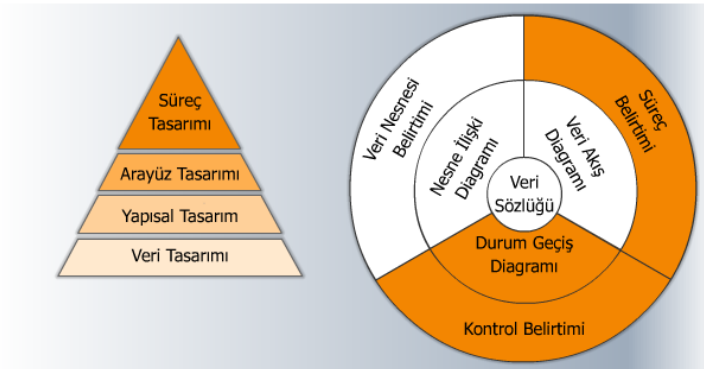 Süreç
Tasarımı
Arayüz Tasarımı
Yapısal Tasarım
Veri Tasarımı
Veri Nesnesi
Belirtimi
Nesne İlişki
Diagramı
Süreç
Belirtimi
Veri Akış
Diagramı
Veri
Sözlüğü
Durum Geçiş
Diagramı
Kontrol Belirtimi